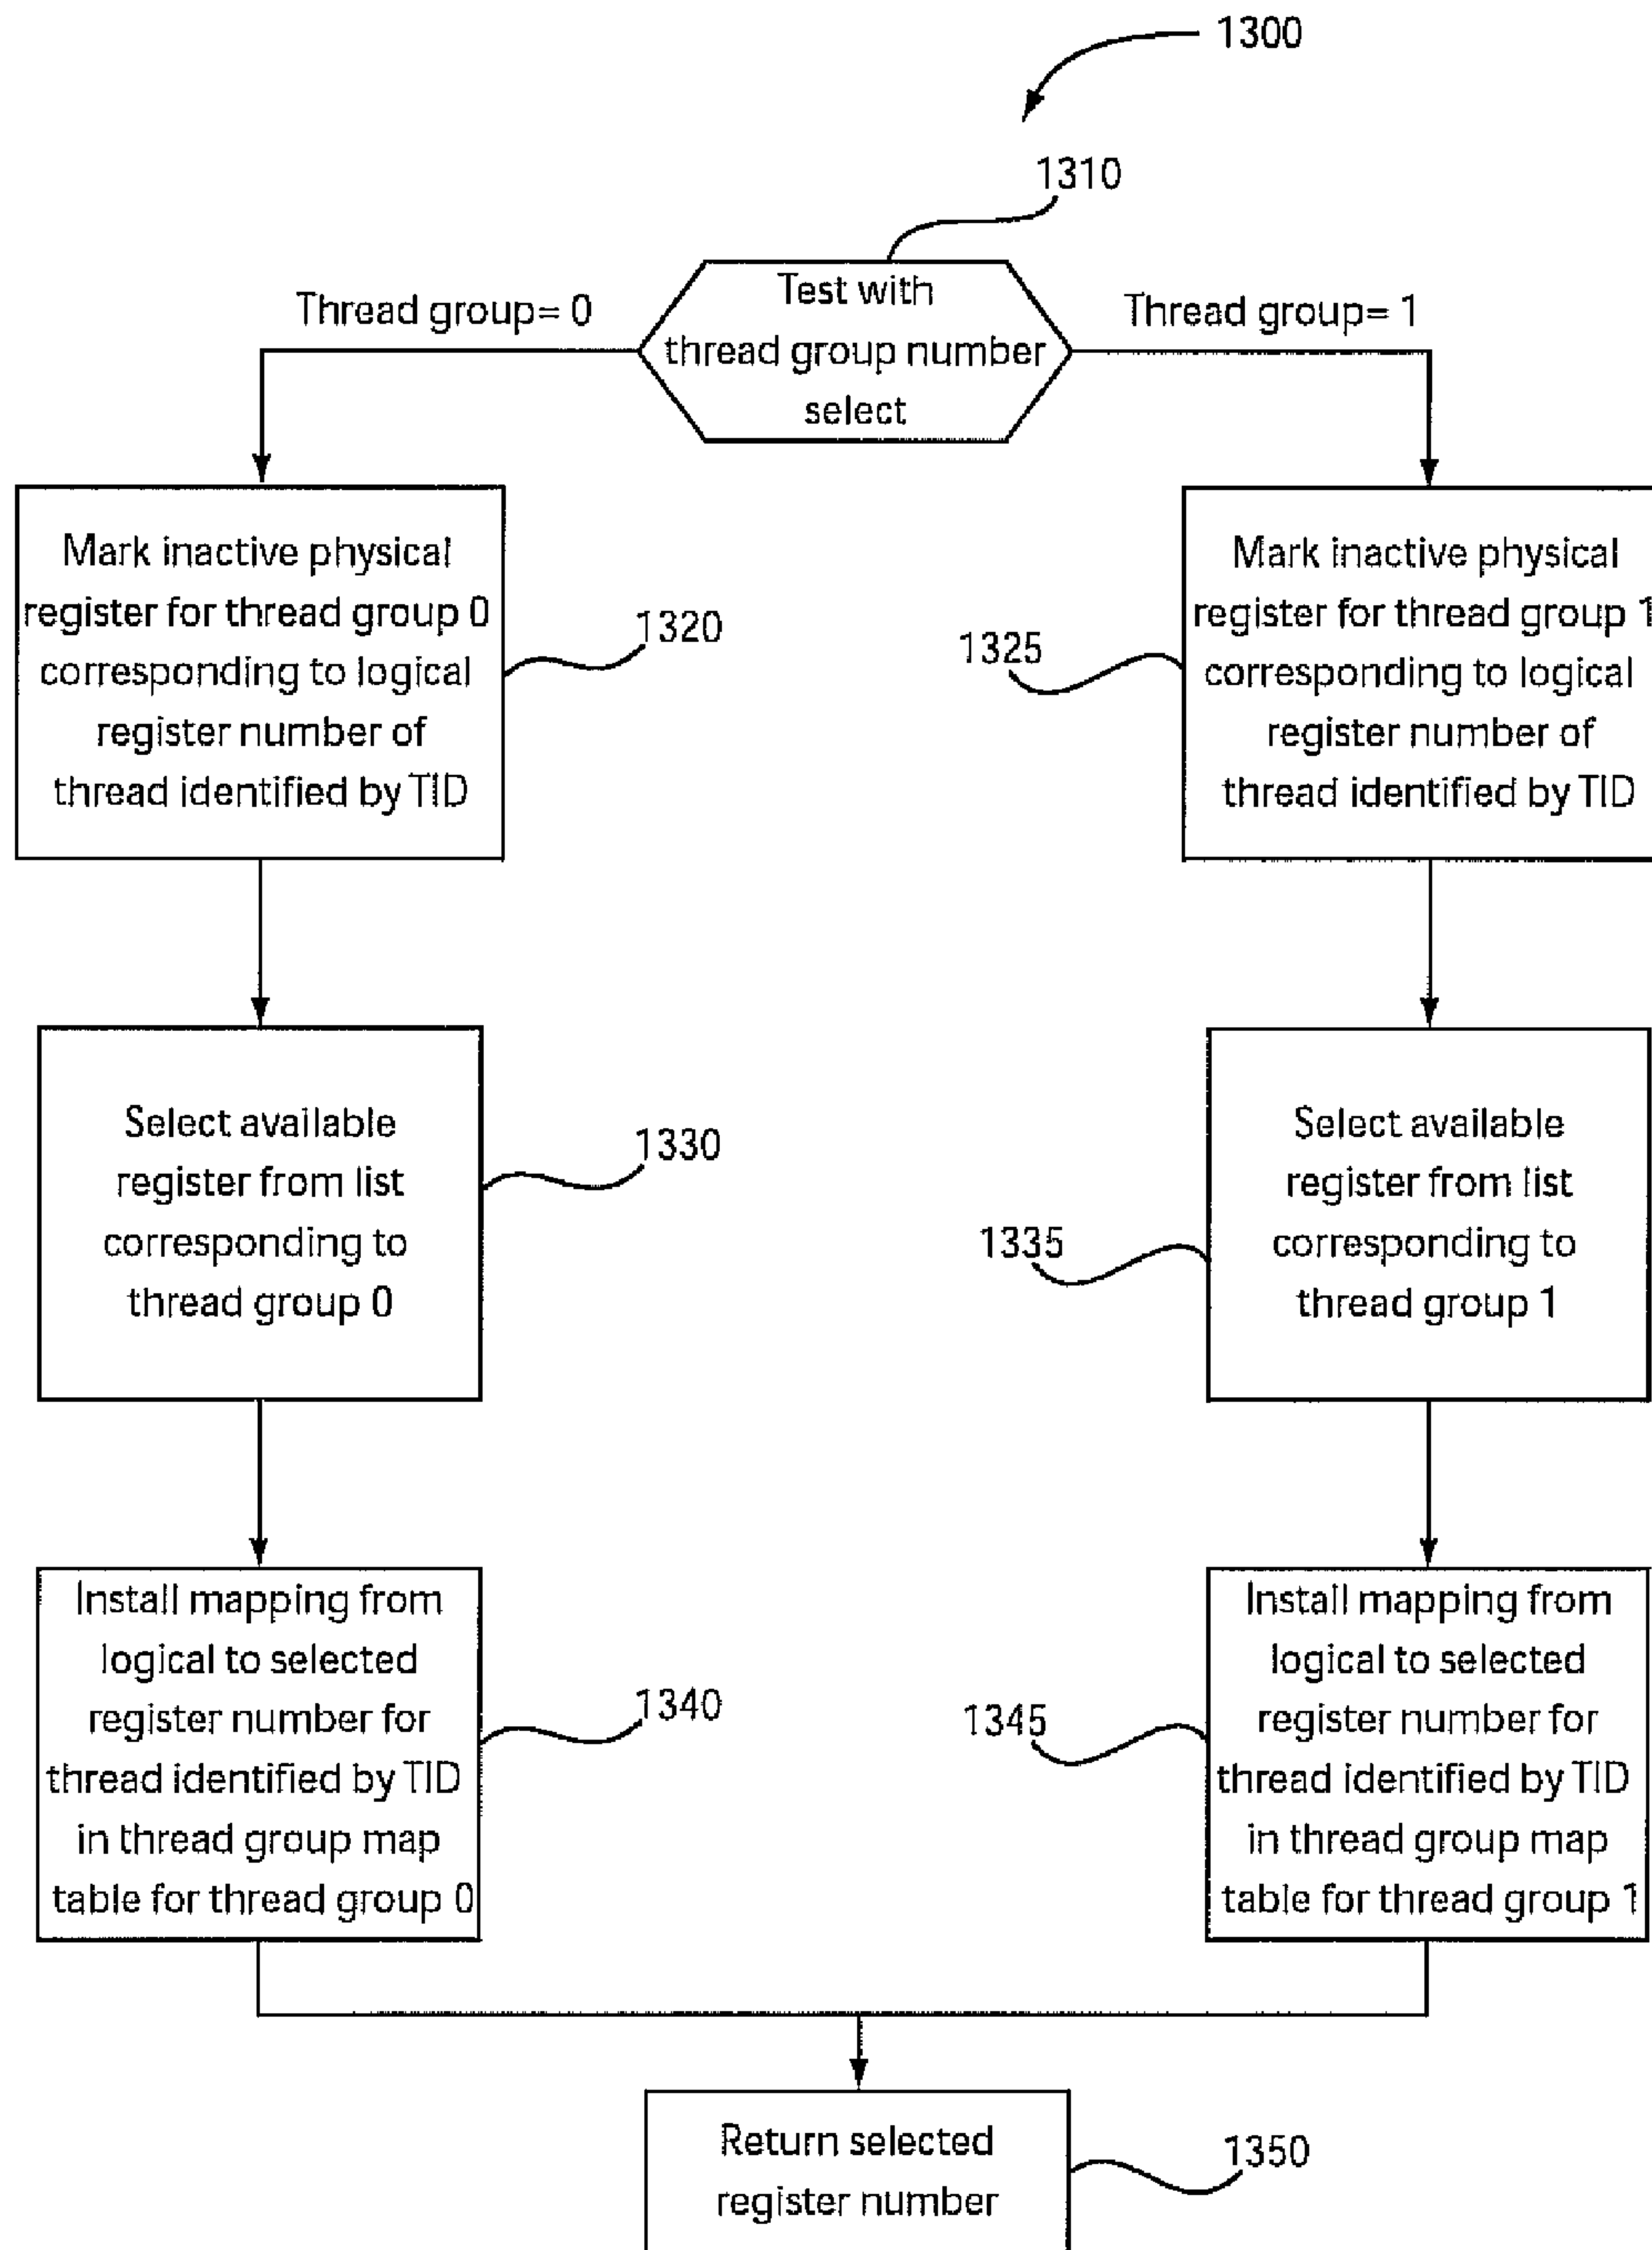 1300
1310
Thread group= 0
Test with
thread group number
select
Thread group= 1
Mark inactive physical
register for thread group 0
corresponding to logical
register number of
thread identified by TID
1320
1325
Mark inactive physical
register for thread group 1
corresponding to logical
register number of
thread identified by TID
Select available
register from list
corresponding to
thread group 0
1330
1335
Select available
register from list
corresponding to
thread group 1
Install mapping from
logical to selected
register number for
thread identified by TID
in thread group map
table for thread group 0
1340
1345
Install mapping from
logical to selected
register number for
thread identified by TID
in thread group map
table for thread group 1
Return selected
register number
1350